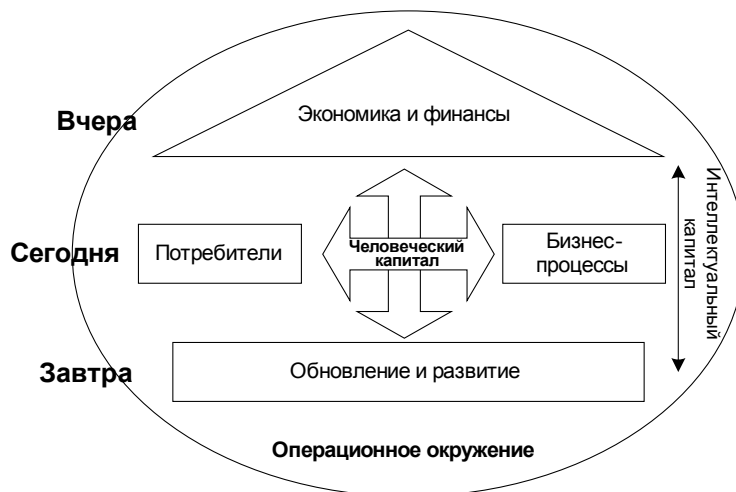 Экономика и финансы
Вчера
Интеллектуальный
капитал
Сегодня
Потребители
Человеческий
капитал
Бизнес-
процессы
Завтра
Обновление и развитие
Операционное окружение